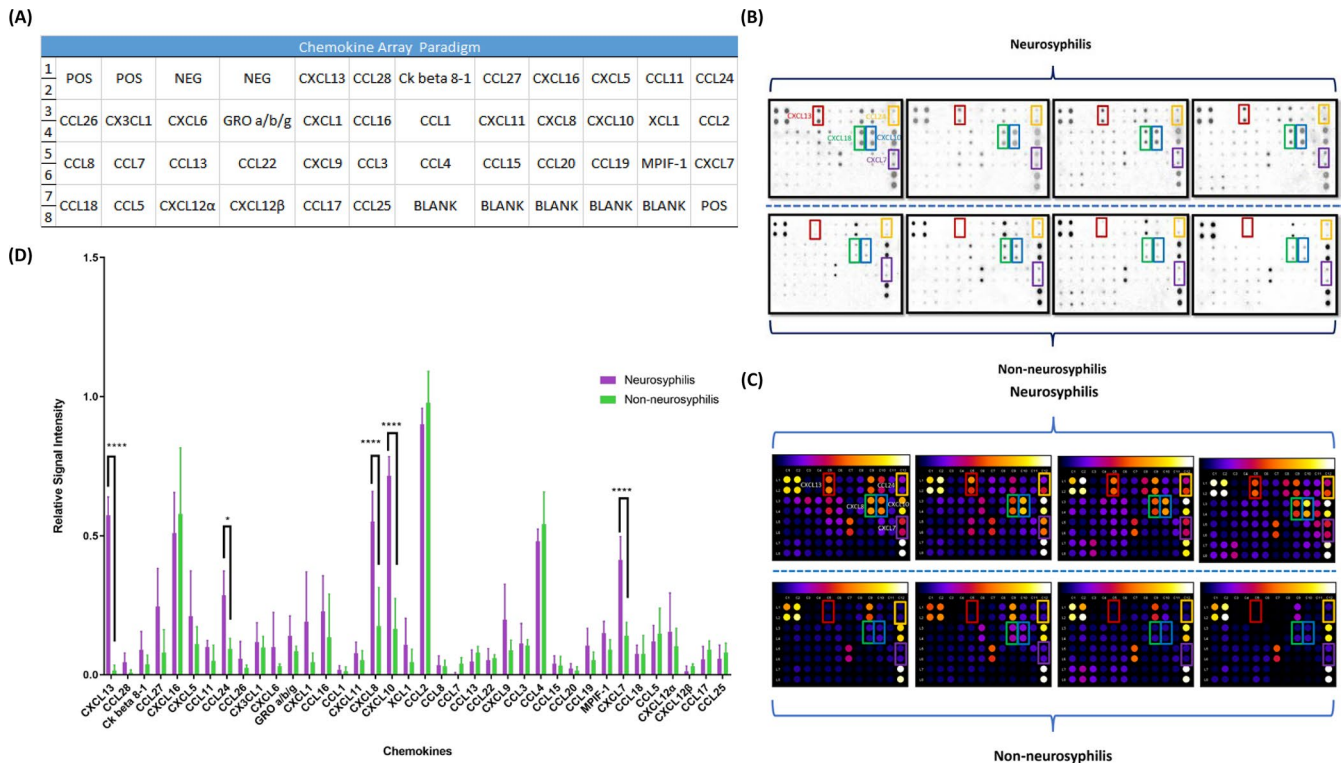 (A)
Chemokine Array Paradigm
1
2
POS POS NEG NEG CXCL13 CCL28 Ck beta 8-1 CCL27 CXCL16 CXCL5 CCL11 CCL24
3
4
CCL26 CX3CL1 CXCL6 GRO a/b/g CXCL1 CCL16 CCL1 CXCL11 CXCL8 CXCL10 XCL1 CCL2
5
6
CCL8 CCL7 CCL13 CCL22 CXCL9 CCL3 CCL4 CCL15 CCL20 CCL19 MPIF-1 CXCL7
7
8
CCL18 CCL5 CXCL12α CXCL12β CCL17 CCL25 BLANK BLANK BLANK BLANK BLANK POS
(B)
Neurosyphilis
CXCL13
CCL24
CXCL10
CXCL7
Non-neurosyphilis
(C)
Neurosyphilis
CXCL13
CCL24
CXCL8
CXCL7
Non-neurosyphilis
(D)
1.5
1.0
0.5
0.0
Relative Signal Intensity
****
*
****
****
****
Neurosyphilis
Non-neurosyphilis
CXCL13
CCL28
Ck beta 8-1
CCL27
CXCL16
CXCL5
CCL11
CCL24
CCL26
CX3CL1
CXCL6
GRO a/b/g
CXCL1
CCL16
CCL1
CXCL11
CXCL8
CXCL10
XCL1
CCL2
CCL8
CCL7
CCL13
CCL22
CXCL9
CCL3
CCL4
CCL15
CCL20
CCL19
MPIF-1
CXCL7
CCL18
CCL5
CXCL12α
CXCL12β
CCL17
CCL25
Chemokines